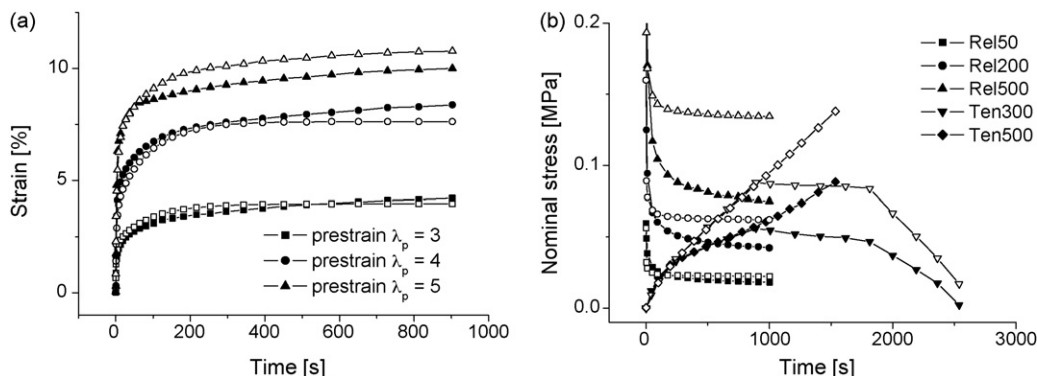 (a)
Strain [%]
10
5
0
prestrain λp = 3
prestrain λp = 4
prestrain λp = 5
0 200 400 600 800 1000
Time [s]
(b)
Nominal stress [MPa]
0.2
0.1
0.0
Rel50
Rel200
Rel500
Ten300
Ten500
0 1000 2000 3000
Time [s]